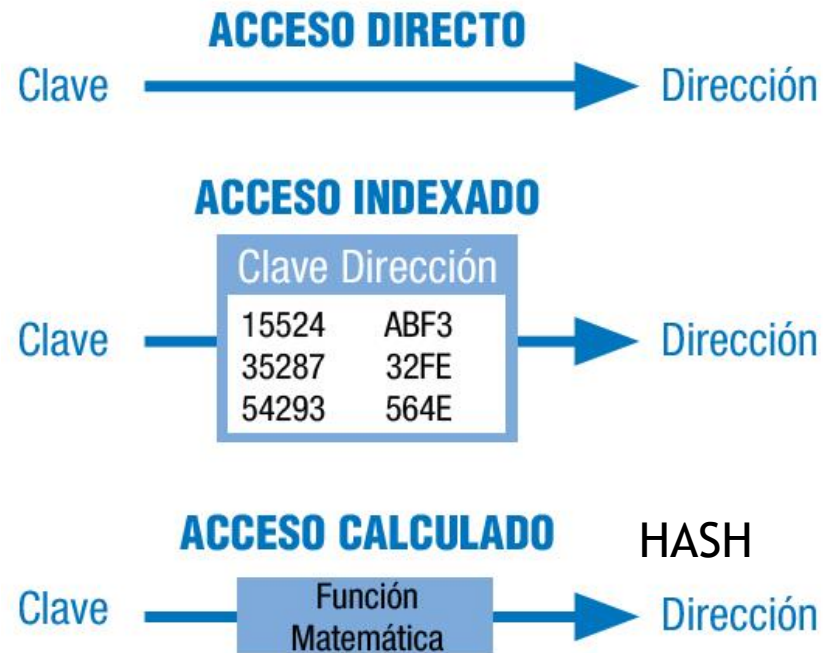 ACCESO DIRECTO
Clave Dirección
ACCESO INDEXADO
Clave Dirección
15524 ABF3
Clave 35287 32FE Dirección
54293 564E
ACCESO CALCULADO HASH
Clave Función Matemática Dirección